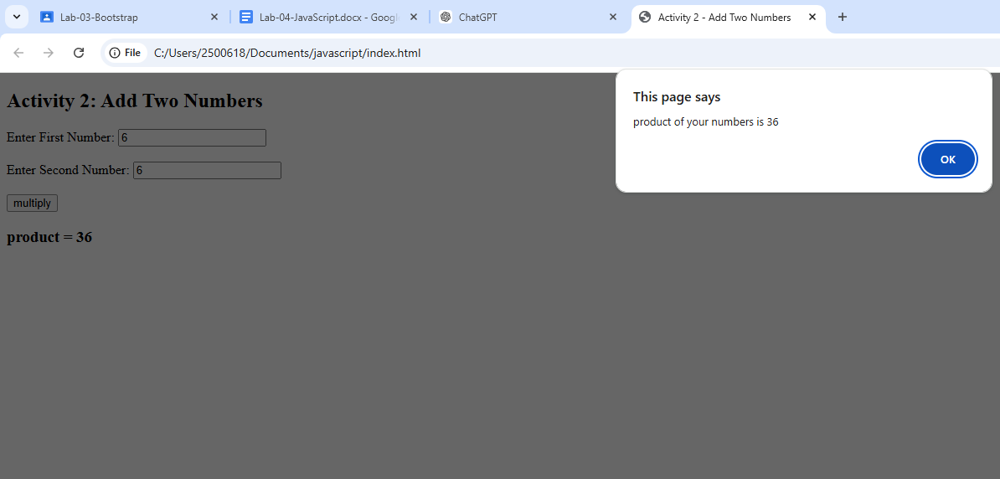 Lab-03-Bootstrap
Lab-04-JavaScript.docx - Googl
ChatGPT
Activity 2 - Add Two Numbers
File C:/Users/2500618/Documents/javascript/index.html
This page says
product of your numbers is 36
OK
Activity 2: Add Two Numbers
Enter First Number: 6
Enter Second Number: 6
multiply
product = 36